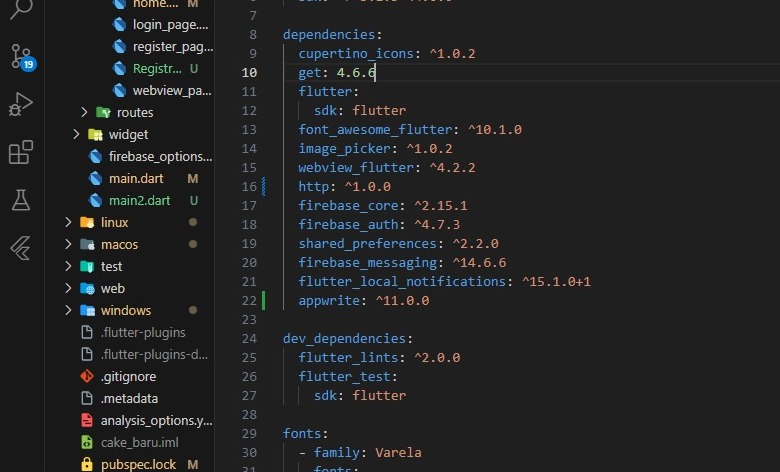 home....
M
login_page....
register_pag...
Registr...
U
webview_pa...
routes
widget
firebase_options...
main.dart
M
main2.dart
U
linux
macos
test
web
windows
.flutter-plugins
.flutter-plugins-d...
.gitignore
.metadata
analysis_options.y...
cake_baru.iml
pubspec.lock
M
19
7
8 dependencies:
9 cupertino_icons: ^1.0.2
10 get: 4.6.6
11 flutter:
12 sdk: flutter
13 font_awesome_flutter: ^10.1.0
14 image_picker: ^1.0.2
15 webview_flutter: ^4.2.2
16 http: ^1.0.0
17 firebase_core: ^2.15.1
18 firebase_auth: ^4.7.3
19 shared_preferences: ^2.2.0
20 firebase_messaging: ^14.6.6
21 flutter_local_notifications: ^15.1.0+1
22 appwrite: ^11.0.0
23
24 dev_dependencies:
25 flutter_lints: ^2.0.0
26 flutter_test:
27 sdk: flutter
28
29 fonts:
30 - family: Varela
31 fonts: